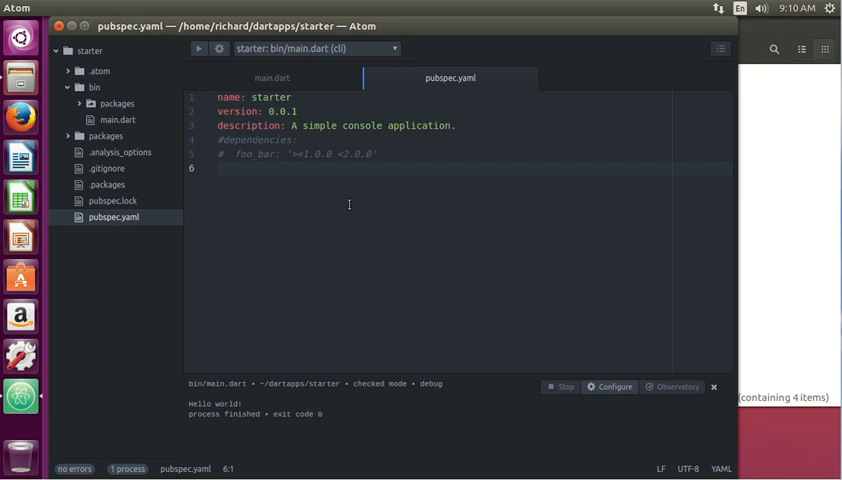 Atom
En
9:10 AM
pubspec.yaml — /home/richard/dartapps/starter — Atom
starter
starter: bin/main.dart (cli)
.atom
bin
packages
main.dart
packages
.analysis_options
.gitignore
.packages
pubspec.lock
pubspec.yaml
main.dart
pubspec.yaml
1 name: starter
2 version: 0.0.1
3 description: A simple console application.
4 #dependencies:
5 #  foo_bar: '>=1.0.0 <2.0.0'
6
bin/main.dart • ~/dartapps/starter • checked mode • debug
Stop
Configure
Observatory
Hello world!
process finished • exit code 0
(containing 4 items)
no errors
1 process
pubspec.yaml
6:1
LF
UTF-8
YAML